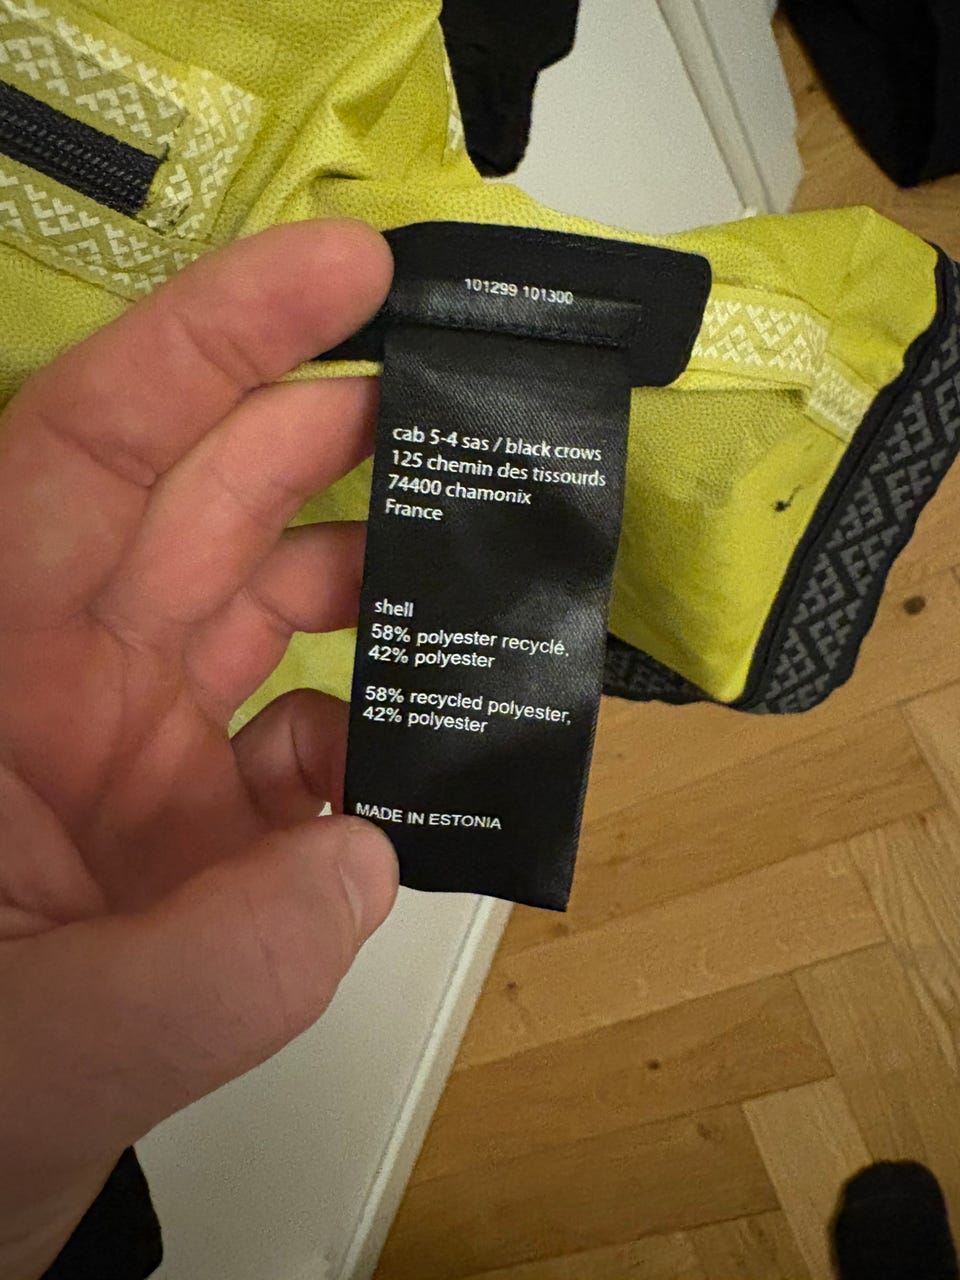 101299 101300
cab 5-4 sas / black crows
125 chemin des tissourds
74400 chamonix
France
shell
58% polyester recyclé,
42% polyester
58% recycled polyester,
42% polyester
MADE IN ESTONIA